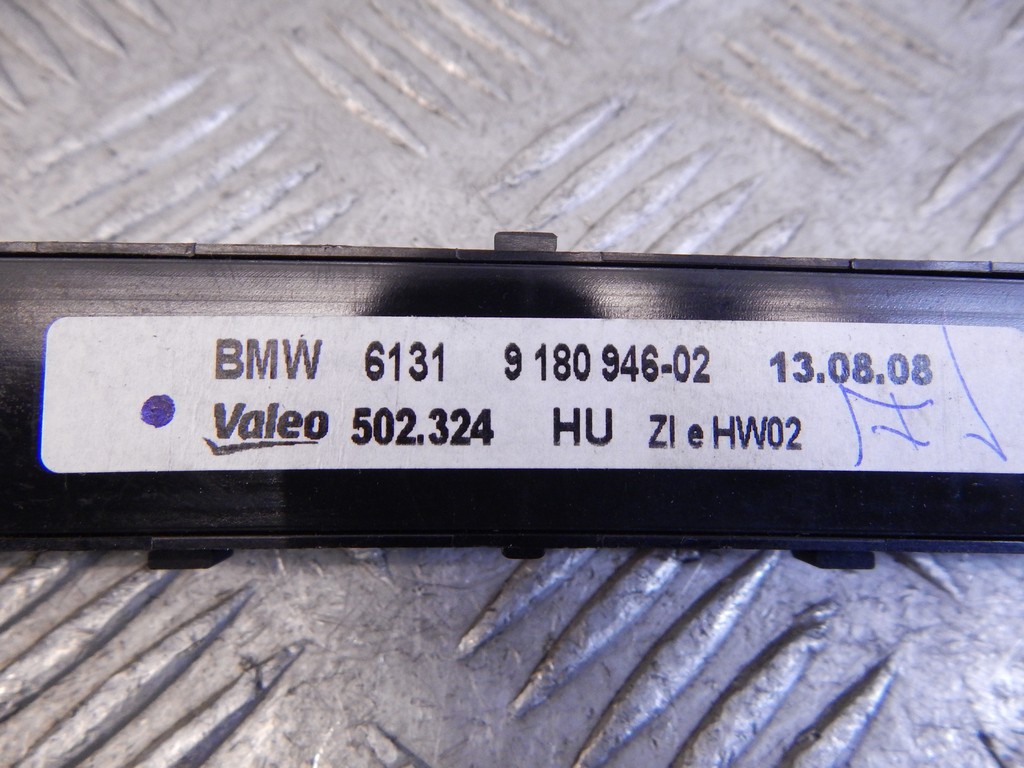 BMW 6131 9 180 946-02 13.08.08
Valeo 502.324 HU ZI e HW02